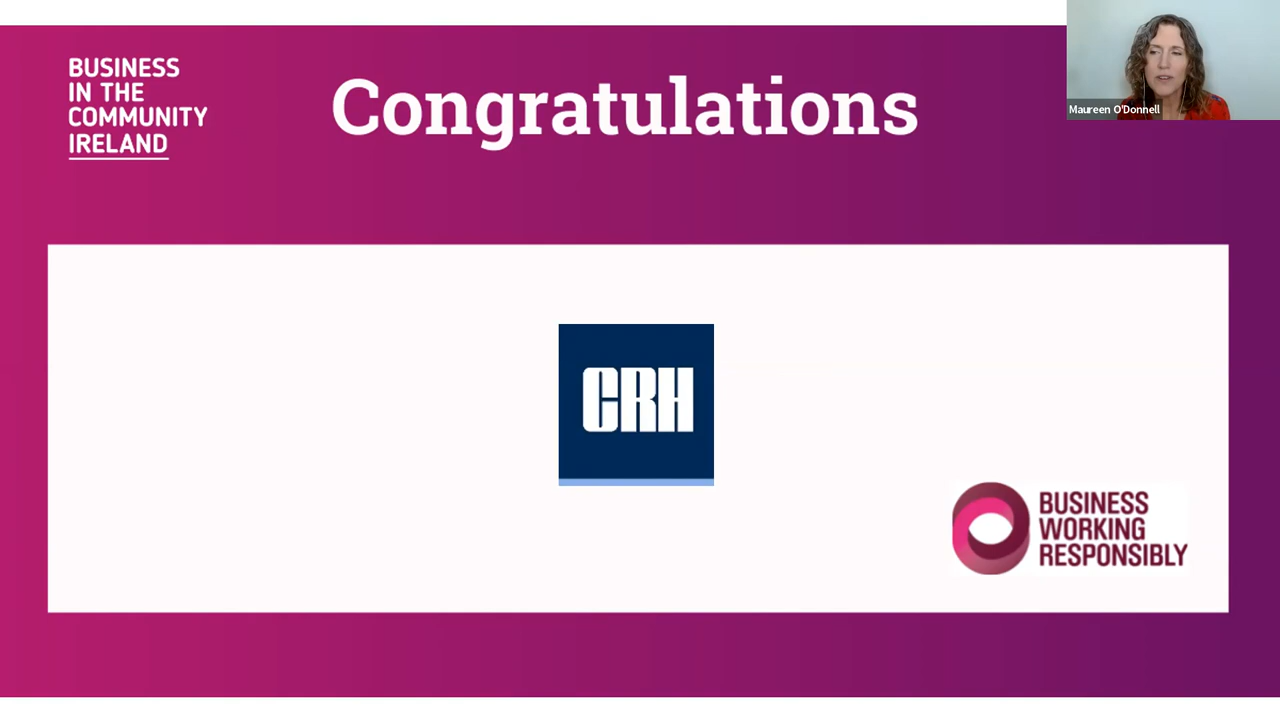 BUSINESS
IN THE
COMMUNITY
IRELAND
Congratulations
Maureen O'Donnell
CRH
BUSINESS
WORKING
RESPONSIBLY